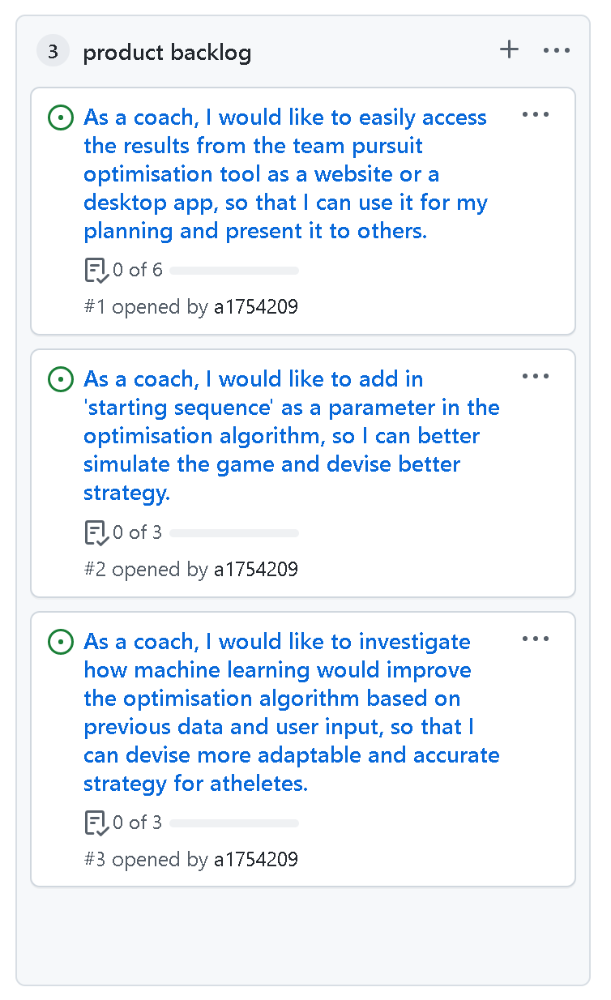 3 product backlog
As a coach, I would like to easily access
the results from the team pursuit
optimisation tool as a website or a
desktop app, so that I can use it for my
planning and present it to others.
0 of 6
#1 opened by a1754209
As a coach, I would like to add in
'starting sequence' as a parameter in the
optimisation algorithm, so I can better
simulate the game and devise better
strategy.
0 of 3
#2 opened by a1754209
As a coach, I would like to investigate
how machine learning would improve
the optimisation algorithm based on
previous data and user input, so that I
can devise more adaptable and accurate
strategy for atheletes.
0 of 3
#3 opened by a1754209